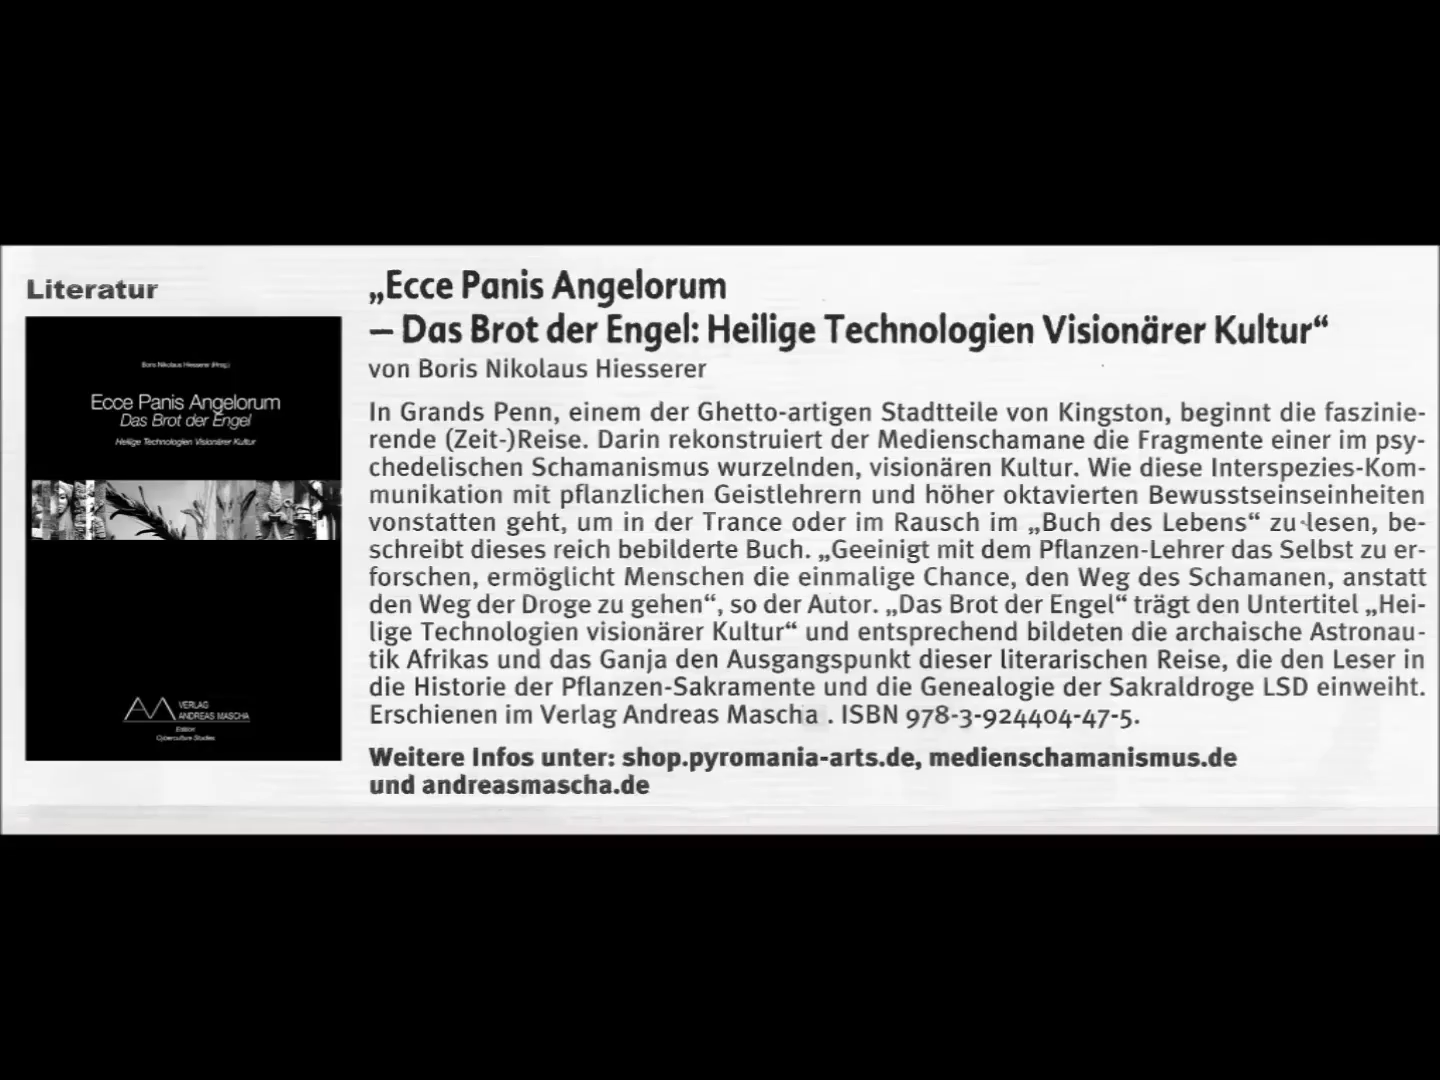 Literatur
Boris Nikolaus Hiesserer (Hrsg.)
Ecce Panis Angelorum
Das Brot der Engel
Heilige Technologien Visionärer Kultur
VERLAG
ANDREAS MASCHA
Edition
Cyberculture Studies
„Ecce Panis Angelorum
– Das Brot der Engel: Heilige Technologien Visionärer Kultur“
von Boris Nikolaus Hiesserer
In Grands Penn, einem der Ghetto-artigen Stadtteile von Kingston, beginnt die faszinie-
rende (Zeit-)Reise. Darin rekonstruiert der Medienschamane die Fragmente einer im psy-
chedelischen Schamanismus wurzelnden, visionären Kultur. Wie diese Interspezies-Kom-
munikation mit pflanzlichen Geistlehrern und höher oktavierten Bewusstseinseinheiten
vonstatten geht, um in der Trance oder im Rausch im „Buch des Lebens“ zu lesen, be-
schreibt dieses reich bebilderte Buch. „Geeinigt mit dem Pflanzen-Lehrer das Selbst zu er-
forschen, ermöglicht Menschen die einmalige Chance, den Weg des Schamanen, anstatt
den Weg der Droge zu gehen“, so der Autor. „Das Brot der Engel“ trägt den Untertitel „Hei-
lige Technologien visionärer Kultur“ und entsprechend bildeten die archaische Astronau-
tik Afrikas und das Ganja den Ausgangspunkt dieser literarischen Reise, die den Leser in
die Historie der Pflanzen-Sakramente und die Genealogie der Sakraldroge LSD einweiht.
Erschienen im Verlag Andreas Mascha . ISBN 978-3-924404-47-5.
Weitere Infos unter: shop.pyromania-arts.de, medienschamanismus.de
und andreasmascha.de